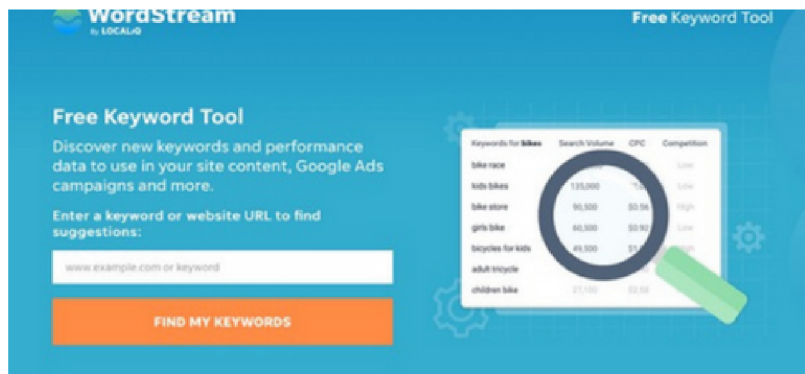 WordStream
By LOCALiQ
Free Keyword Tool
Free Keyword Tool
Discover new keywords and performance
data to use in your site content, Google Ads
campaigns and more.
Enter a keyword or website URL to find
suggestions:
www.example.com or keyword
FIND MY KEYWORDS
Keywords for bikes Search Volume CPC Competition
bike race Low
kids bikes 135,000 Low
bike store 90,500 $0.56 High
girls bike 60,500 $0.92 Low
bicycles for kids 49,500
adult tricycle
children bike 27,100